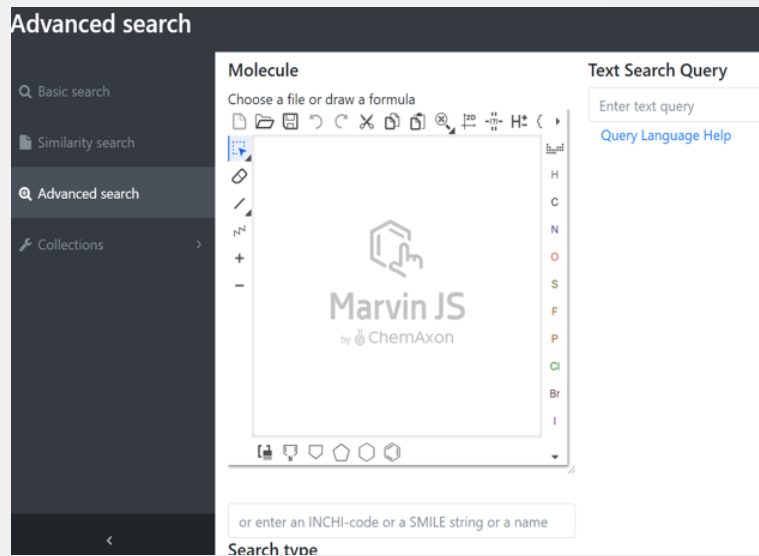 Advanced search
Basic search
Similarity search
Advanced search
Collections
Molecule
Choose a file or draw a formula
2D
H±
H
C
N
O
S
F
P
Cl
Br
I
Marvin JS
by ChemAxon
N
or enter an INCHI-code or a SMILE string or a name
Search type
Text Search Query
Enter text query
Query Language Help